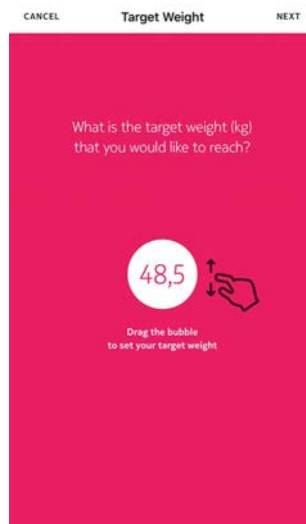 CANCEL Target Weight NEXT
What is the target weight (kg)
that you would like to reach?
48,5
Drag the bubble
to set your target weight